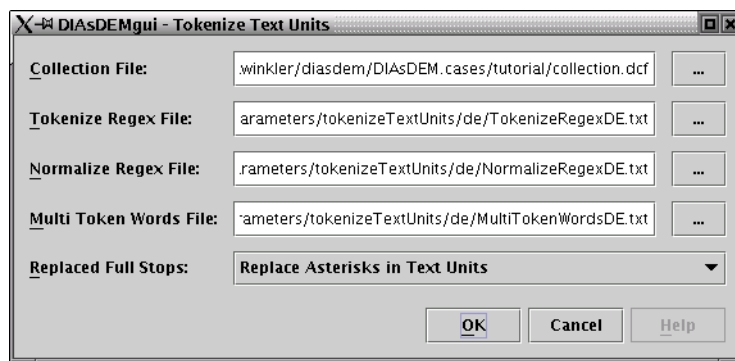 DIAsDEMgui - Tokenize Text Units
Collection File: .winkler/diasdem/DIAsDEM.cases/tutorial/collection.dcf ...
Tokenize Regex File: arameters/tokenizeTextUnits/de/TokenizeRegexDE.txt ...
Normalize Regex File: .rameters/tokenizeTextUnits/de/NormalizeRegexDE.txt ...
Multi Token Words File: rameters/tokenizeTextUnits/de/MultiTokenWordsDE.txt ...
Replaced Full Stops: Replace Asterisks in Text Units
OK Cancel Help